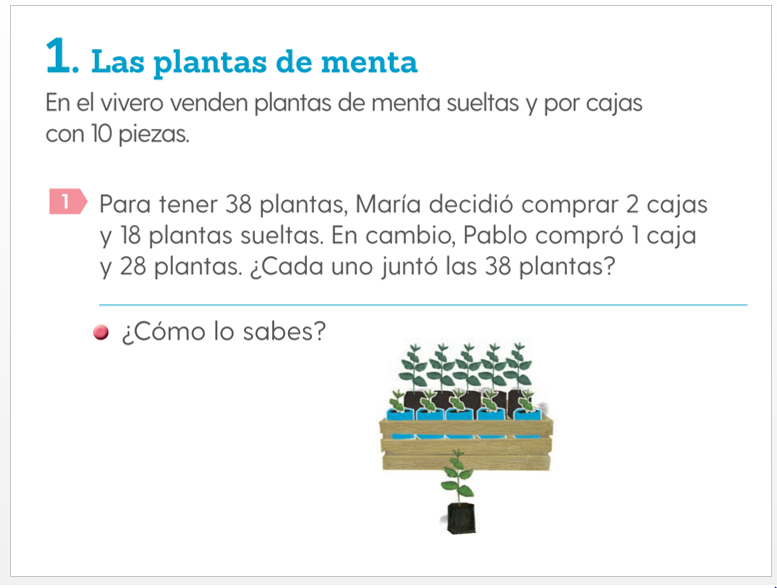 1. Las plantas de menta
En el vivero venden plantas de menta sueltas y por cajas
con 10 piezas.
1 Para tener 38 plantas, María decidió comprar 2 cajas
y 18 plantas sueltas. En cambio, Pablo compró 1 caja
y 28 plantas. ¿Cada uno juntó las 38 plantas?
¿Cómo lo sabes?